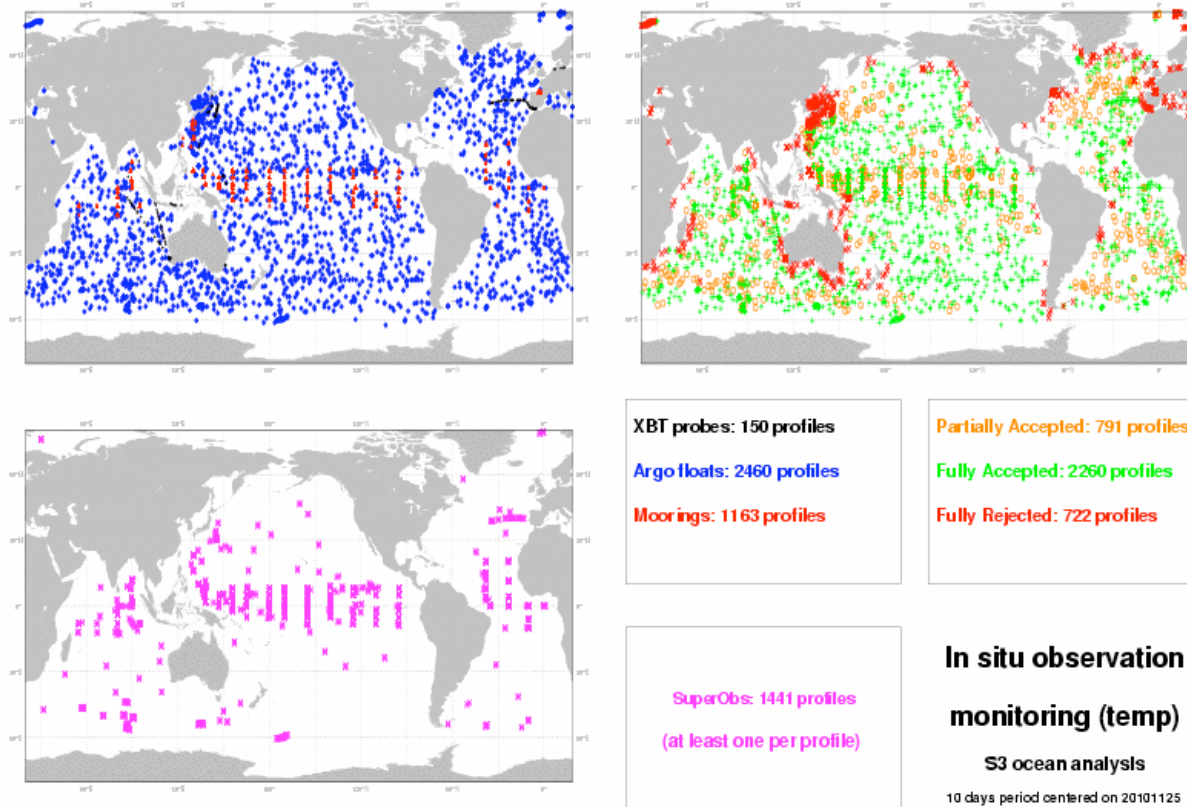 XBT probes: 150 profiles
Argo floats: 2460 profiles
Moorings: 1163 profiles
Partially Accepted: 791 profiles
Fully Accepted: 2260 profiles
Fully Rejected: 722 profiles
SuperObs: 1441 profiles
(at least one per profile)
In situ observation
monitoring (temp)
S3 ocean analysis
10 days period centered on 20101125